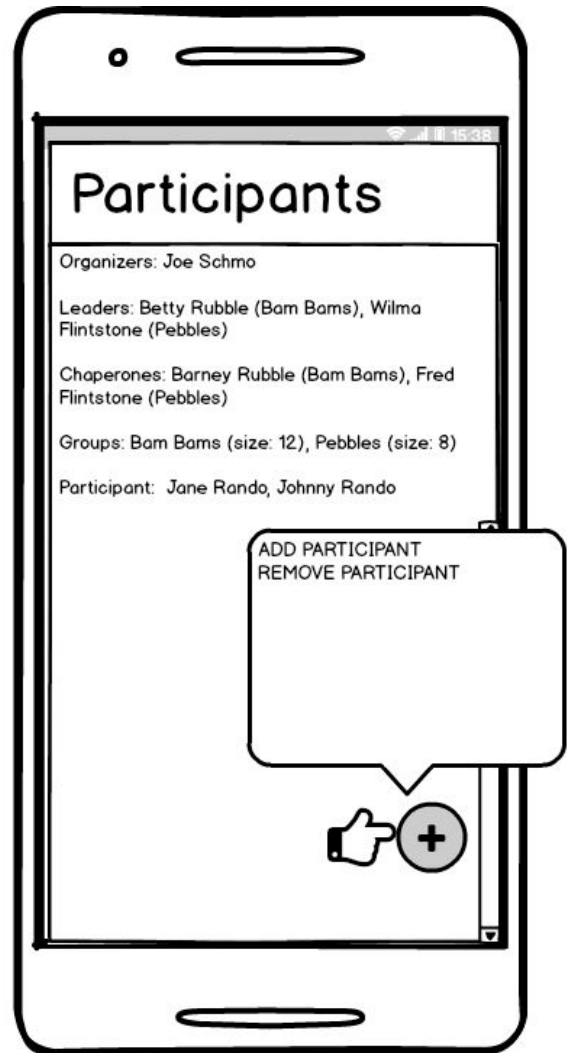 15:38
Participants
Organizers: Joe Schmo
Leaders: Betty Rubble (Bam Bams), Wilma
Flintstone (Pebbles)
Chaperones: Barney Rubble (Bam Bams), Fred
Flintstone (Pebbles)
Groups: Bam Bams (size: 12), Pebbles (size: 8)
Participant: Jane Rando, Johnny Rando
ADD PARTICIPANT
REMOVE PARTICIPANT
+